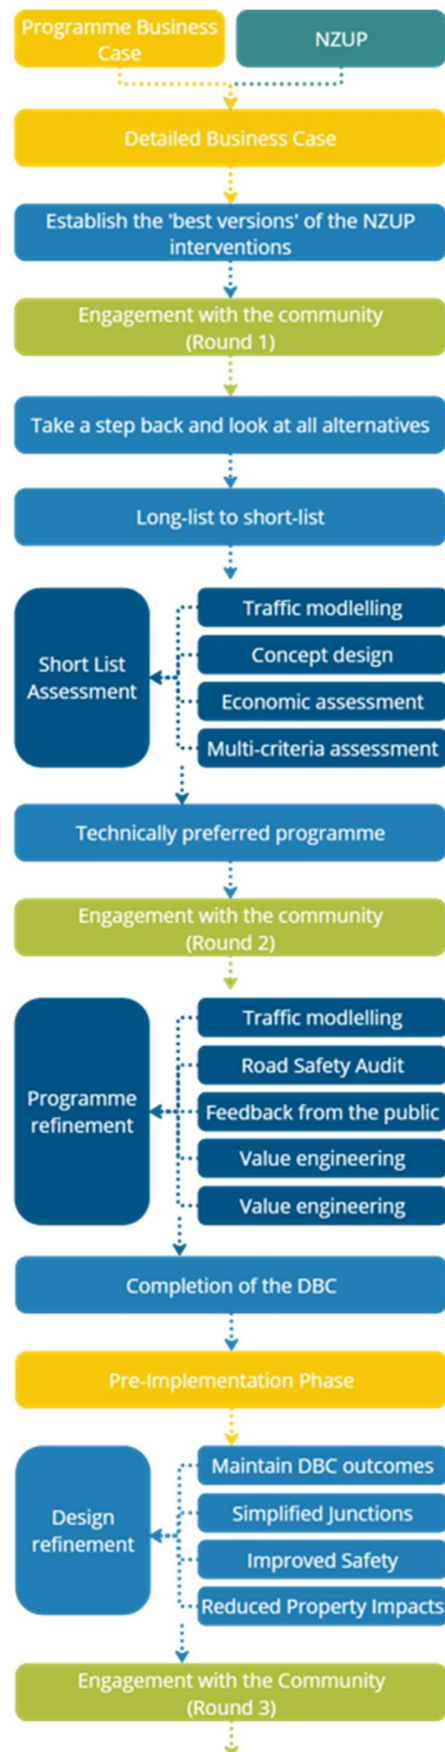 Programme Business
Case
NZUP
Detailed Business Case
Establish the 'best versions' of the NZUP
interventions
Engagement with the community
(Round 1)
Take a step back and look at all alternatives
Long-list to short-list
Short List
Assessment
Traffic modlelling
Concept design
Economic assessment
Multi-criteria assessment
Technically preferred programme
Engagement with the community
(Round 2)
Programme
refinement
Traffic modlelling
Road Safety Audit
Feedback from the public
Value engineering
Value engineering
Completion of the DBC
Pre-Implementation Phase
Design
refinement
Maintain DBC outcomes
Simplified Junctions
Improved Safety
Reduced Property Impacts
Engagement with the Community
(Round 3)